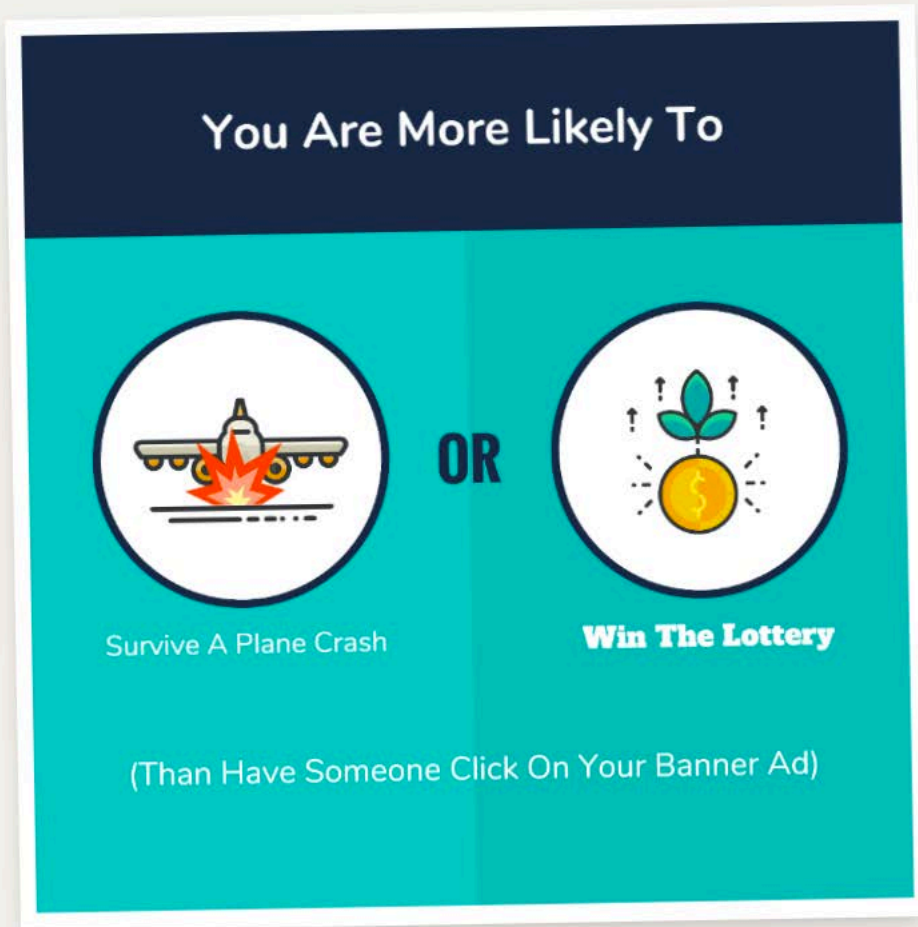 You Are More Likely To
OR
Survive A Plane Crash
Win The Lottery
(Than Have Someone Click On Your Banner Ad)